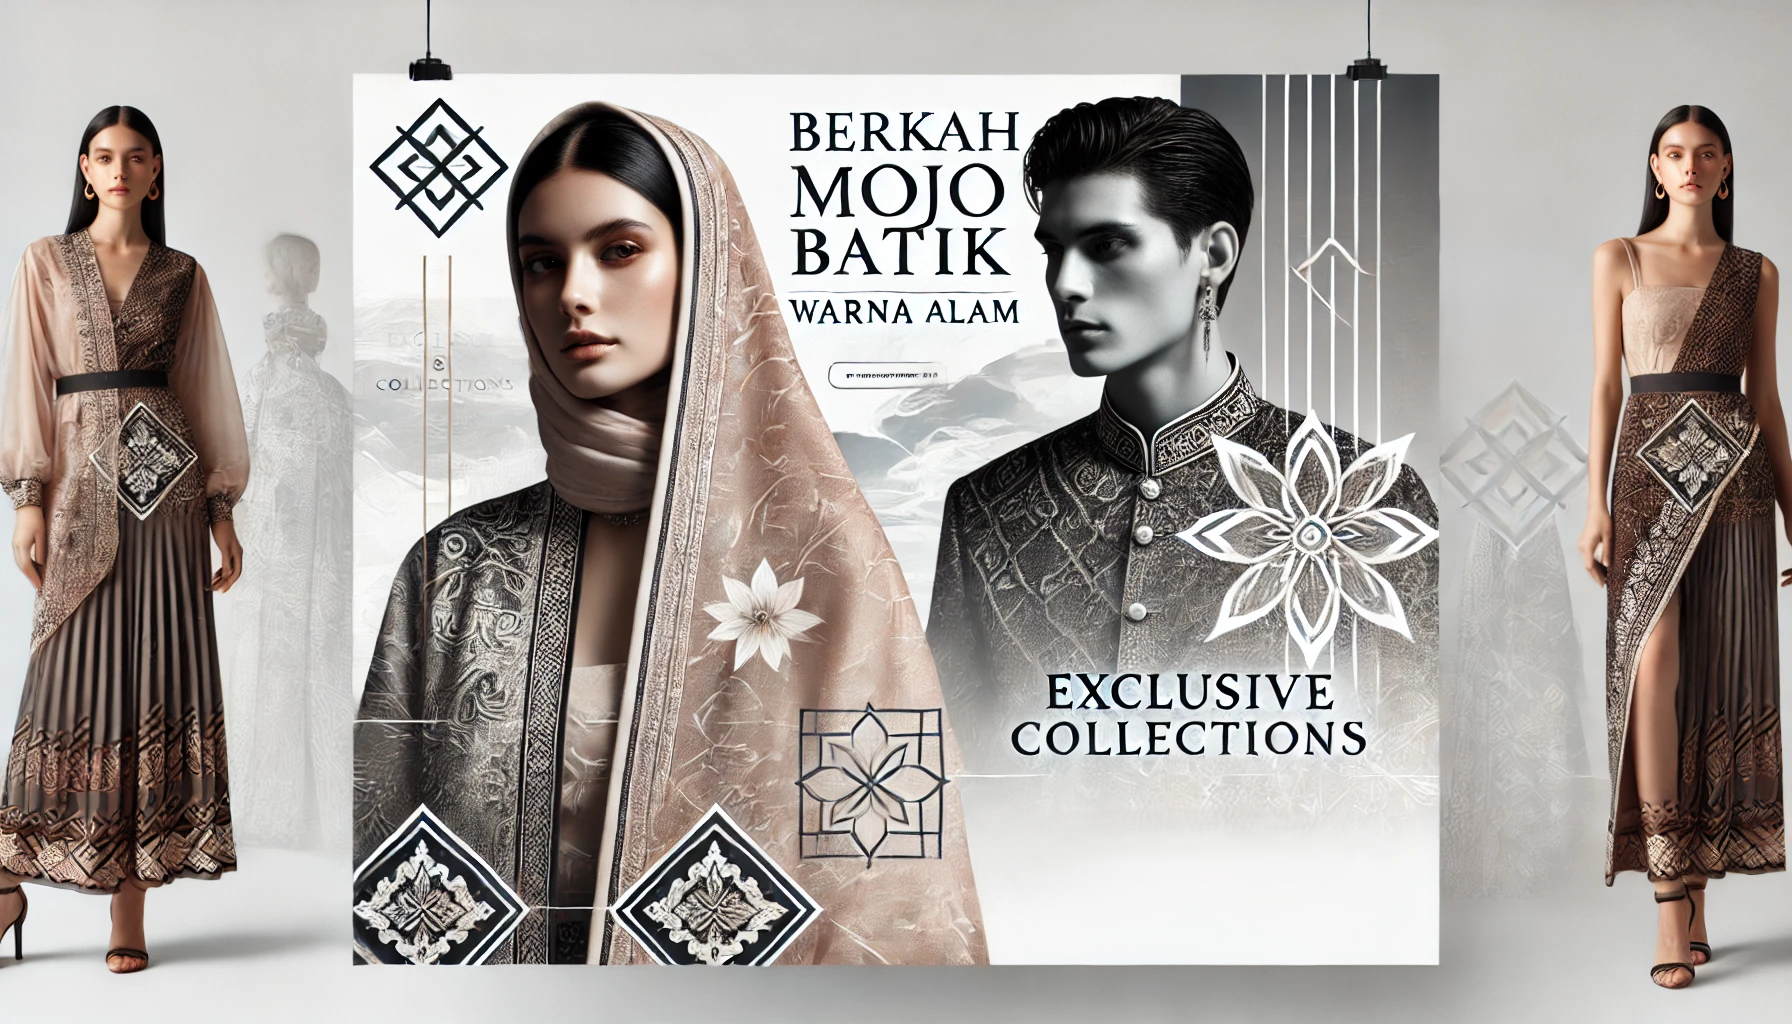 BERKAH
MOJO
BATIK
WARNA ALAM
COLLECTIONS
EXCLUSIVE
COLLECTIONS